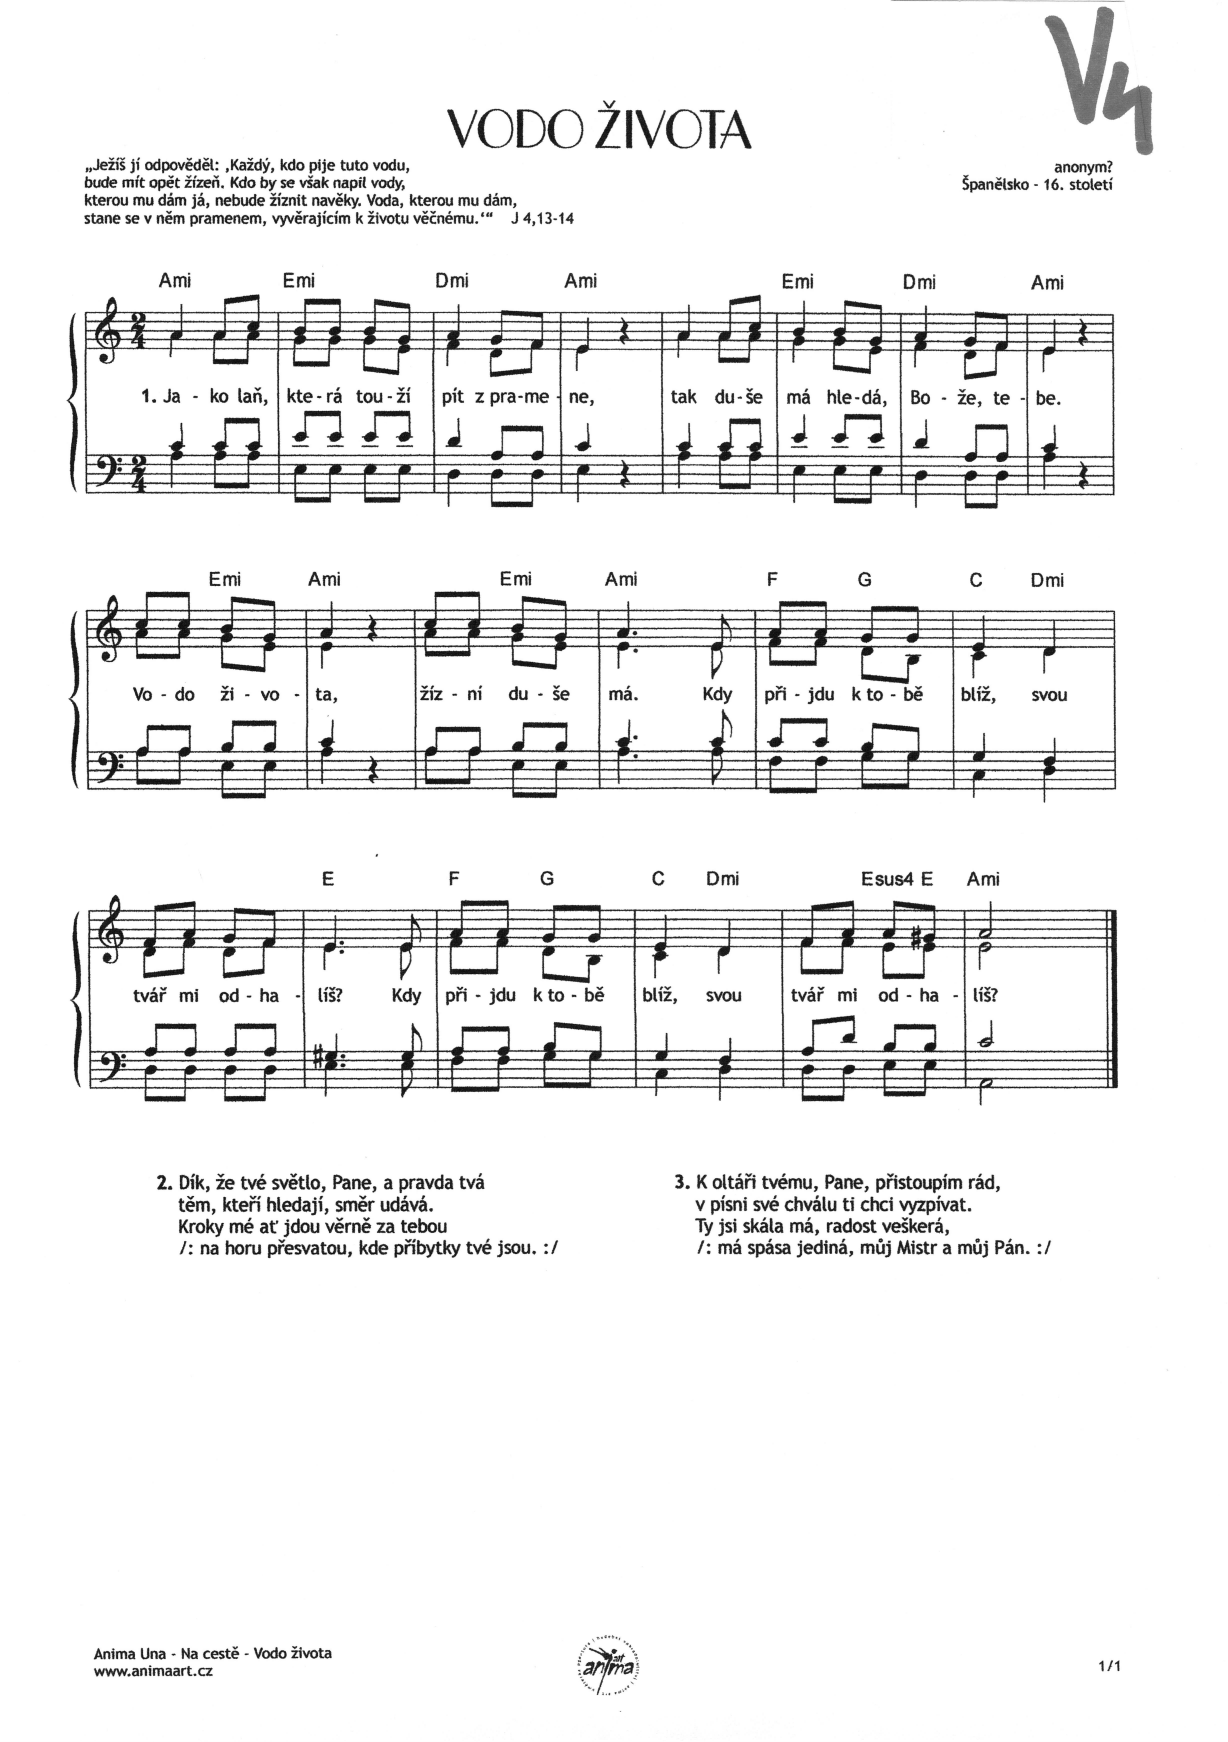 V4
VODO ŽIVOTA
„Ježíš jí odpověděl: ‚Každý, kdo pije tuto vodu,
bude mít opět žízeň. Kdo by se však napil vody,
kterou mu dám já, nebude žíznit navěky. Voda, kterou mu dám,
stane se v něm pramenem, vyvěrajícím k životu věčnému.‘“ J 4,13-14
anonym?
Španělsko - 16. století
Ami Emi Dmi Ami Emi Dmi Ami
1. Ja - ko laň, kte - rá tou - ží pít z pra - me - ne, tak du - še má hle - dá, Bo - že, te - be.
Emi Ami Emi Ami F G C Dmi
Vo - do ži - vo - ta, žíz - ní du - še má. Kdy při - jdu k to - bě blíž, svou
E F G C Dmi Esus4 E Ami
tvář mi od - ha - líš? Kdy při - jdu k to - bě blíž, svou tvář mi od - ha - líš?
2. Dík, že tvé světlo, Pane, a pravda tvá
těm, kteří hledají, směr udává.
Kroky mé ať jdou věrně za tebou
/: na horu přesvatou, kde příbytky tvé jsou. :/
3. K oltáři tvému, Pane, přistoupím rád,
v písni své chválu ti chci vyzpívat.
Ty jsi skála má, radost veškerá,
/: má spása jediná, můj Mistr a můj Pán. :/
Anima Una - Na cestě - Vodo života
www.animaart.cz
art
anima
1/1